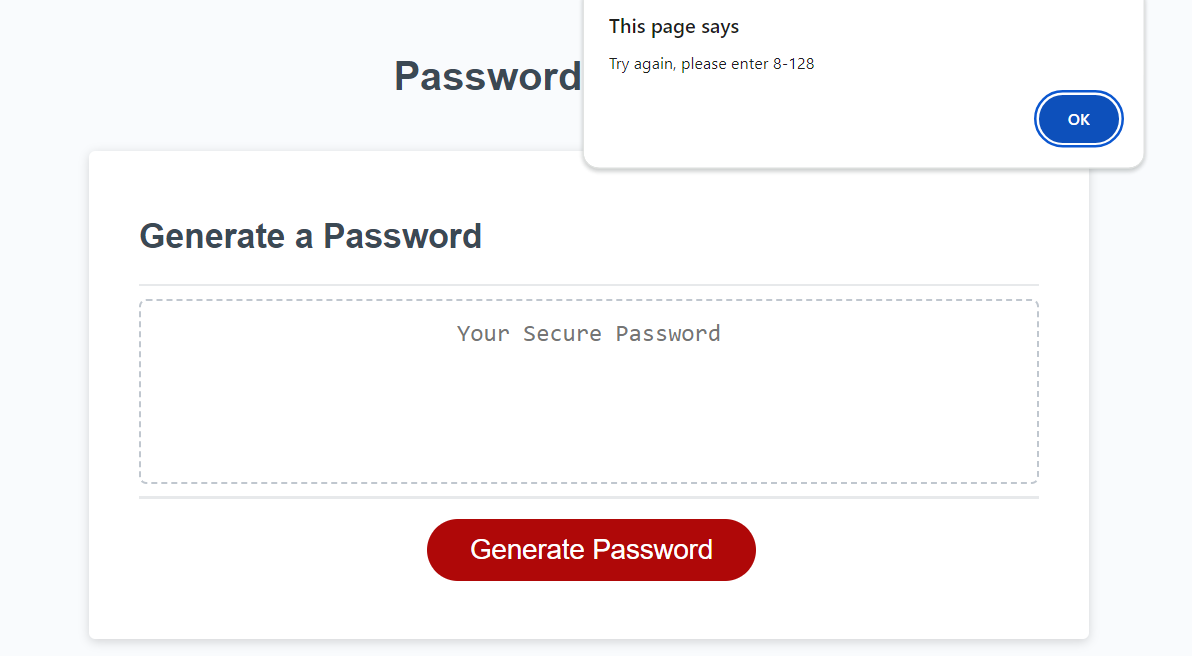 This page says
Try again, please enter 8-128
OK
Password
Generate a Password
Your Secure Password
Generate Password